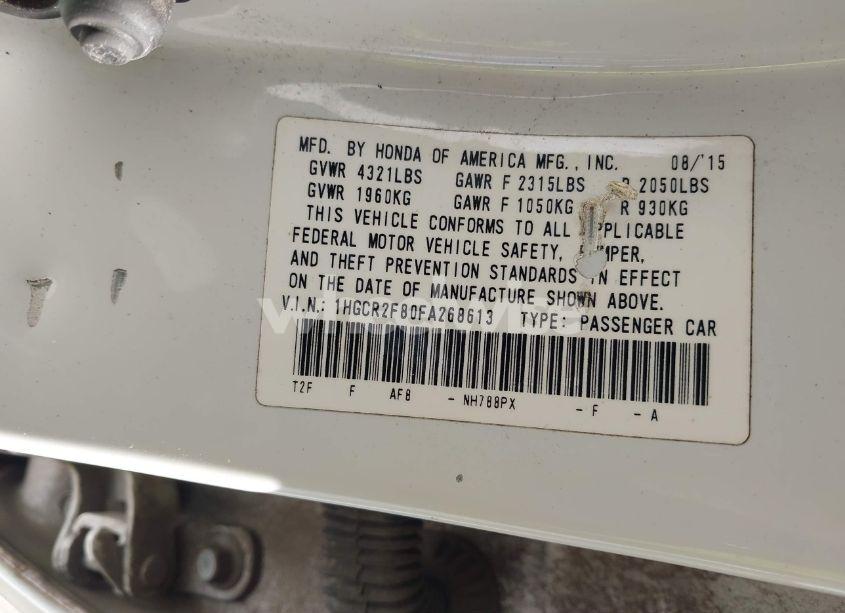 MFD. BY HONDA OF AMERICA MFG., INC. 08/'15
GVWR 4321LBS GAWR F 2315LBS R 2050LBS
GVWR 1960KG GAWR F 1050KG R 930KG
THIS VEHICLE CONFORMS TO ALL APPLICABLE
FEDERAL MOTOR VEHICLE SAFETY, BUMPER,
AND THEFT PREVENTION STANDARDS IN EFFECT
ON THE DATE OF MANUFACTURE SHOWN ABOVE.
V.I.N.: 1HGCR2F80FA268613 TYPE: PASSENGER CAR
T2F F AF8 - NH788PX - F - A